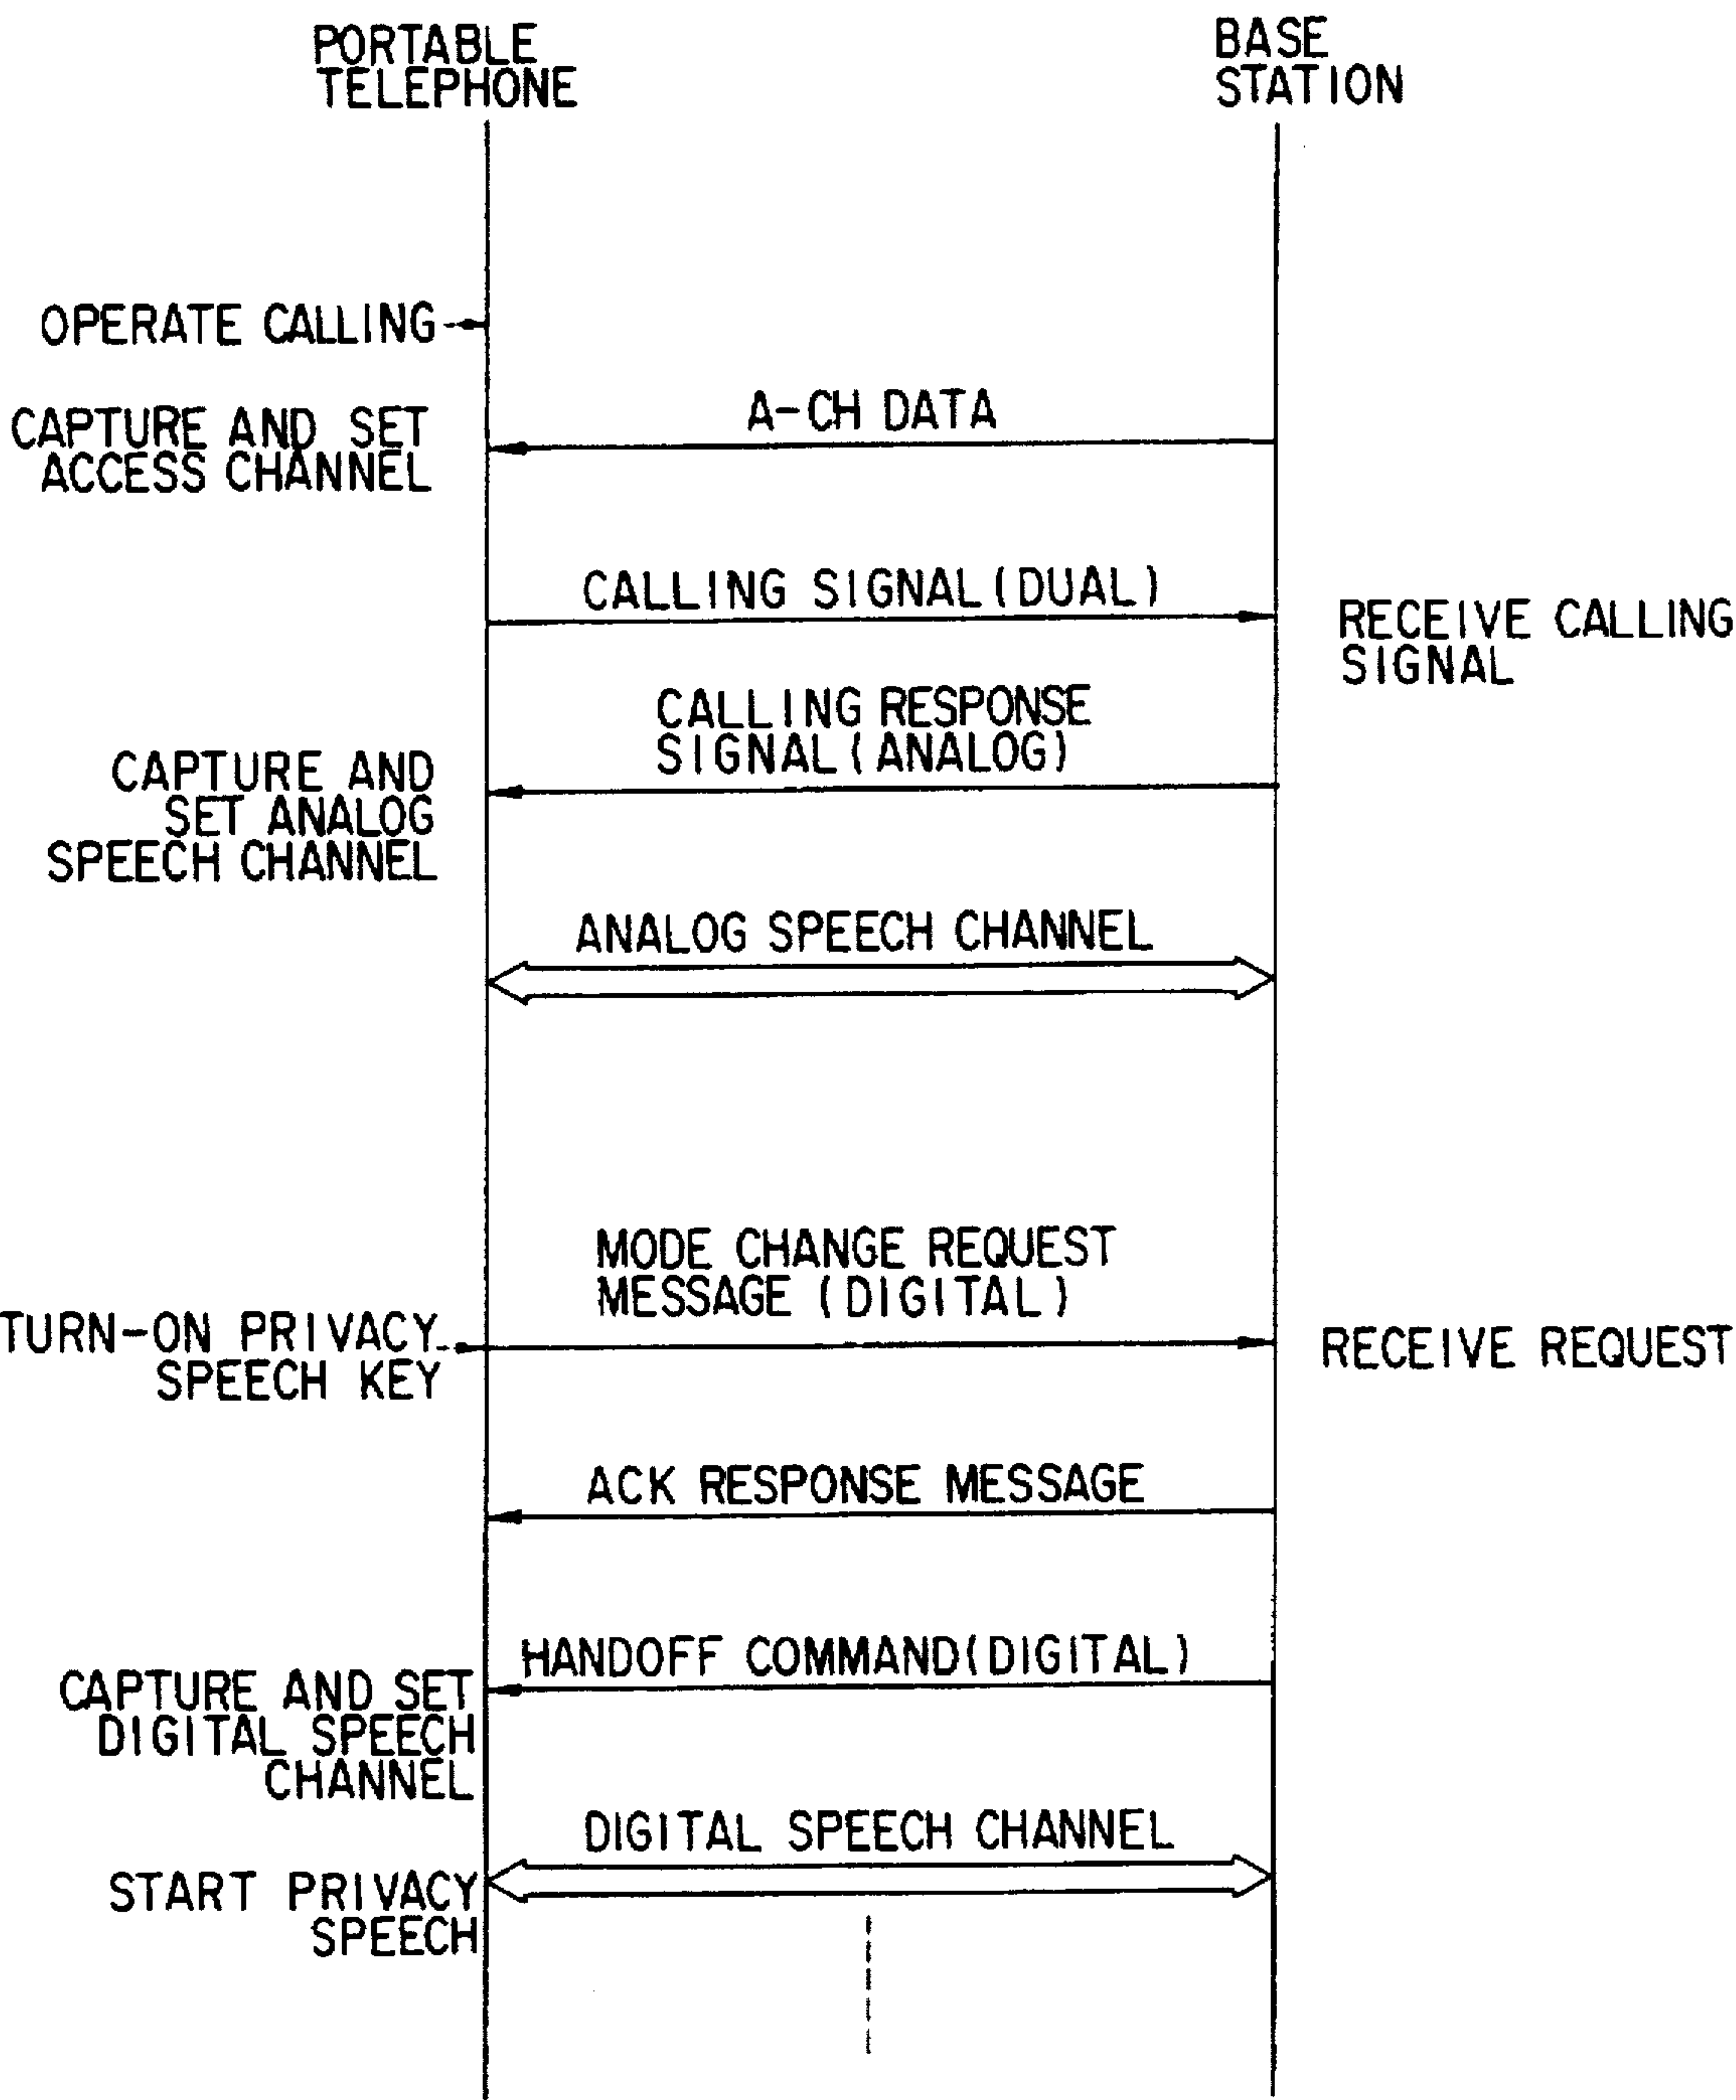 PORTABLE
TELEPHONE
BASE
STATION
OPERATE CALLING
A-CH DATA
CAPTURE AND SET
ACCESS CHANNEL
CALLING SIGNAL (DUAL)
RECEIVE CALLING
SIGNAL
CALLING RESPONSE
SIGNAL (ANALOG)
CAPTURE AND
SET ANALOG
SPEECH CHANNEL
ANALOG SPEECH CHANNEL
MODE CHANGE REQUEST
MESSAGE (DIGITAL)
TURN-ON PRIVACY
SPEECH KEY
RECEIVE REQUEST
ACK RESPONSE MESSAGE
HANDOFF COMMAND (DIGITAL)
CAPTURE AND SET
DIGITAL SPEECH
CHANNEL
DIGITAL SPEECH CHANNEL
START PRIVACY
SPEECH